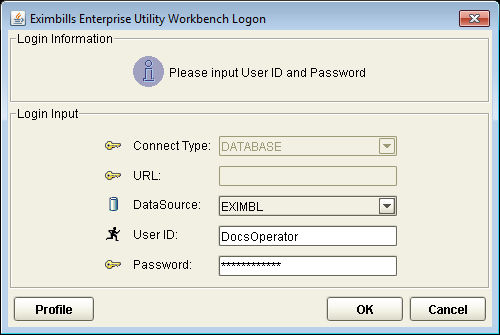 Eximbills Enterprise Utility Workbench Logon
Login Information
Please input User ID and Password
Login Input
Connect Type: DATABASE
URL:
DataSource: EXIMBL
User ID: DocsOperator
Password: ************
Profile OK Cancel